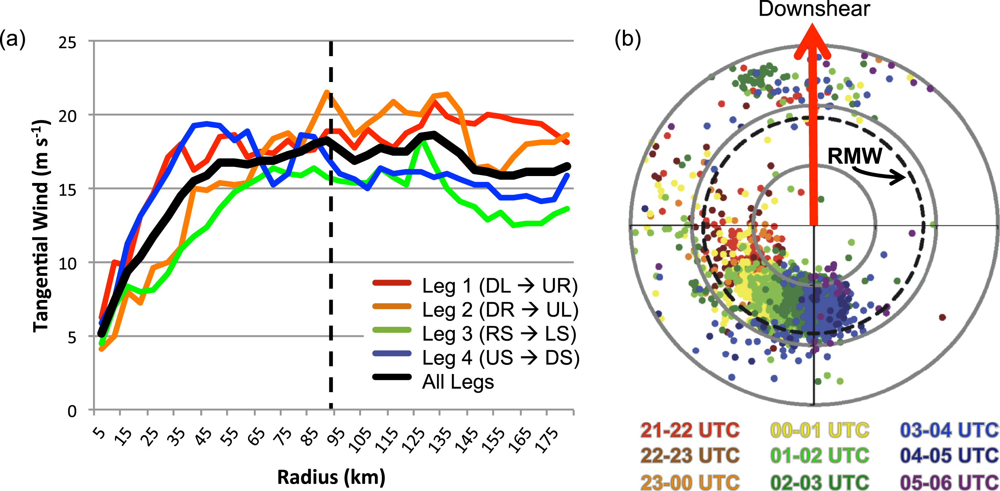 (a)
25
20
15
10
5
0
Tangential Wind (m s-1)
5 15 25 35 45 55 65 75 85 95 105 115 125 135 145 155 165 175
Radius (km)
Leg 1 (DL → UR)
Leg 2 (DR → UL)
Leg 3 (RS → LS)
Leg 4 (US → DS)
All Legs
(b)
Downshear
RMW
21-22 UTC 00-01 UTC 03-04 UTC
22-23 UTC 01-02 UTC 04-05 UTC
23-00 UTC 02-03 UTC 05-06 UTC